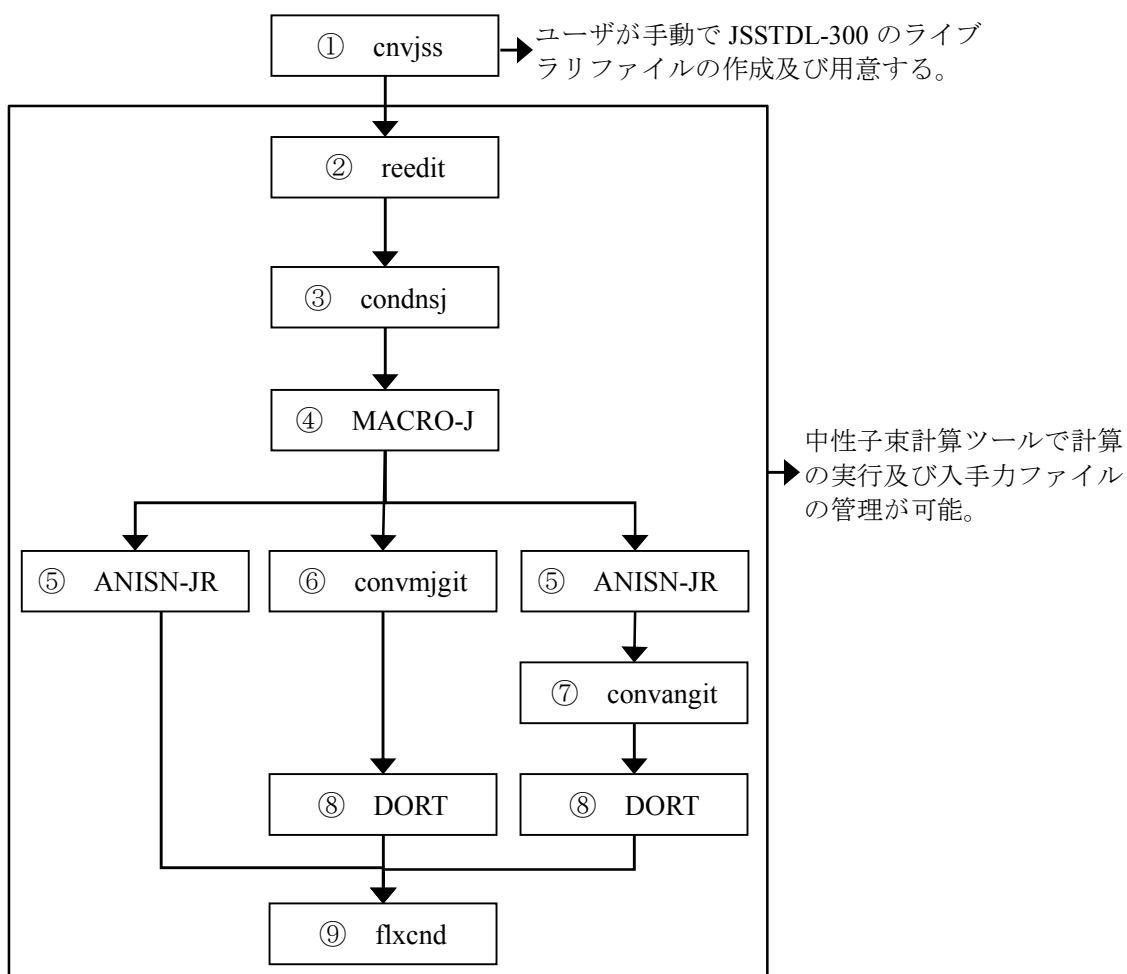 ① cnvjss
ユーザが手動で JSSTDL-300 のライブ
ラリファイルの作成及び用意する。
② reedit
③ condnsj
④ MACRO-J
中性子束計算ツールで計算
の実行及び入手力ファイル
の管理が可能。
⑤ ANISN-JR
⑥ convmjgit
⑤ ANISN-JR
⑦ convangit
⑧ DORT
⑧ DORT
⑨ flxcnd